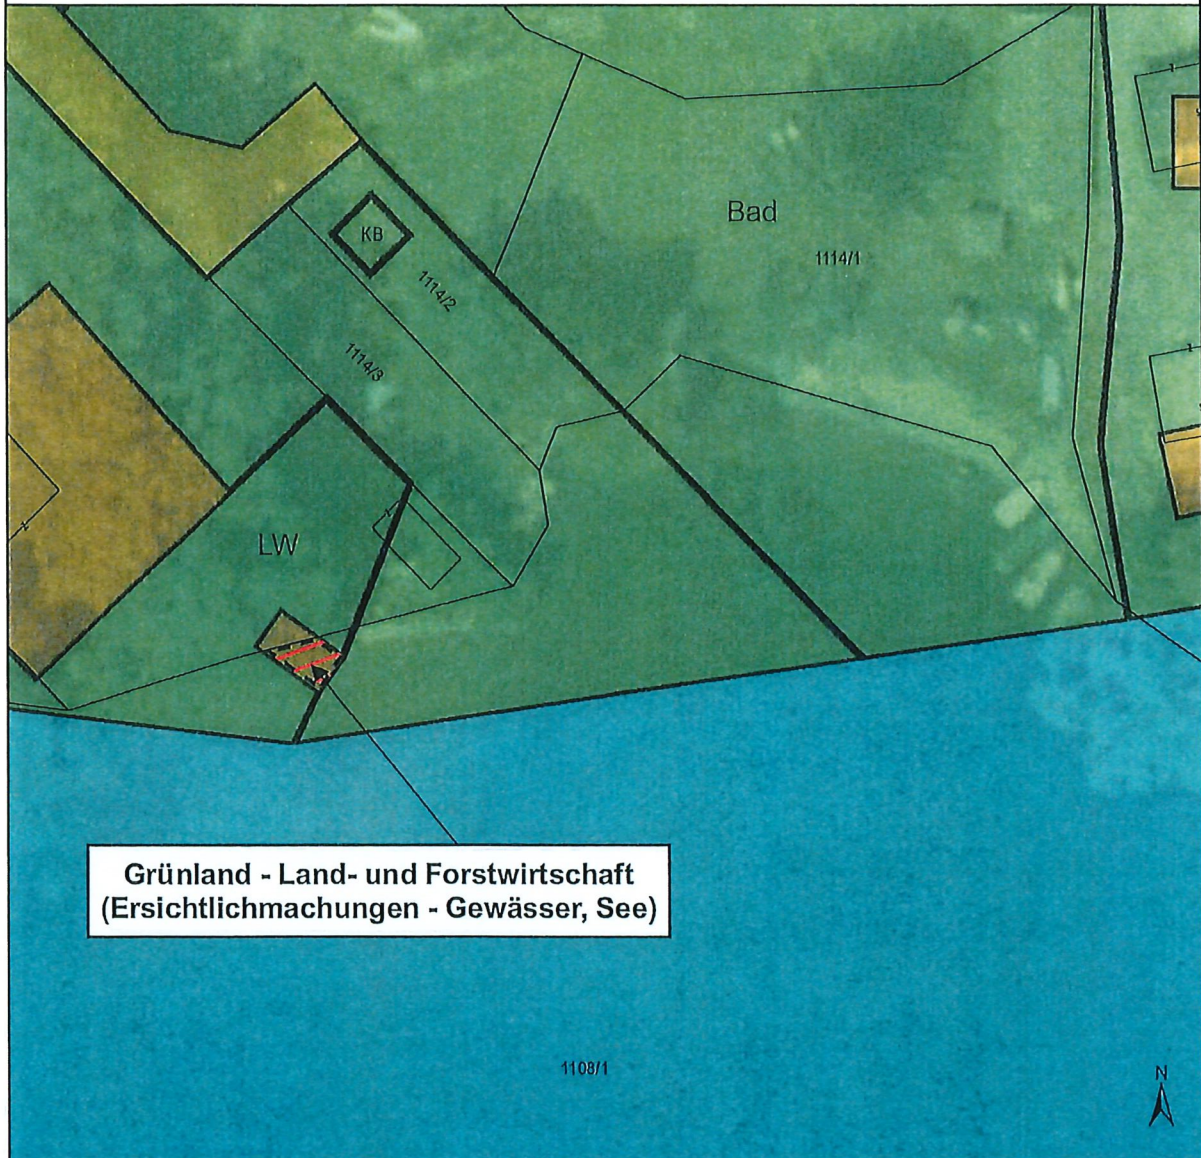 Bad
KB
1114/1
1114/2
1114/3
LW
Grünland - Land- und Forstwirtschaft
(Ersichtlichmachungen - Gewässer, See)
1108/1
N